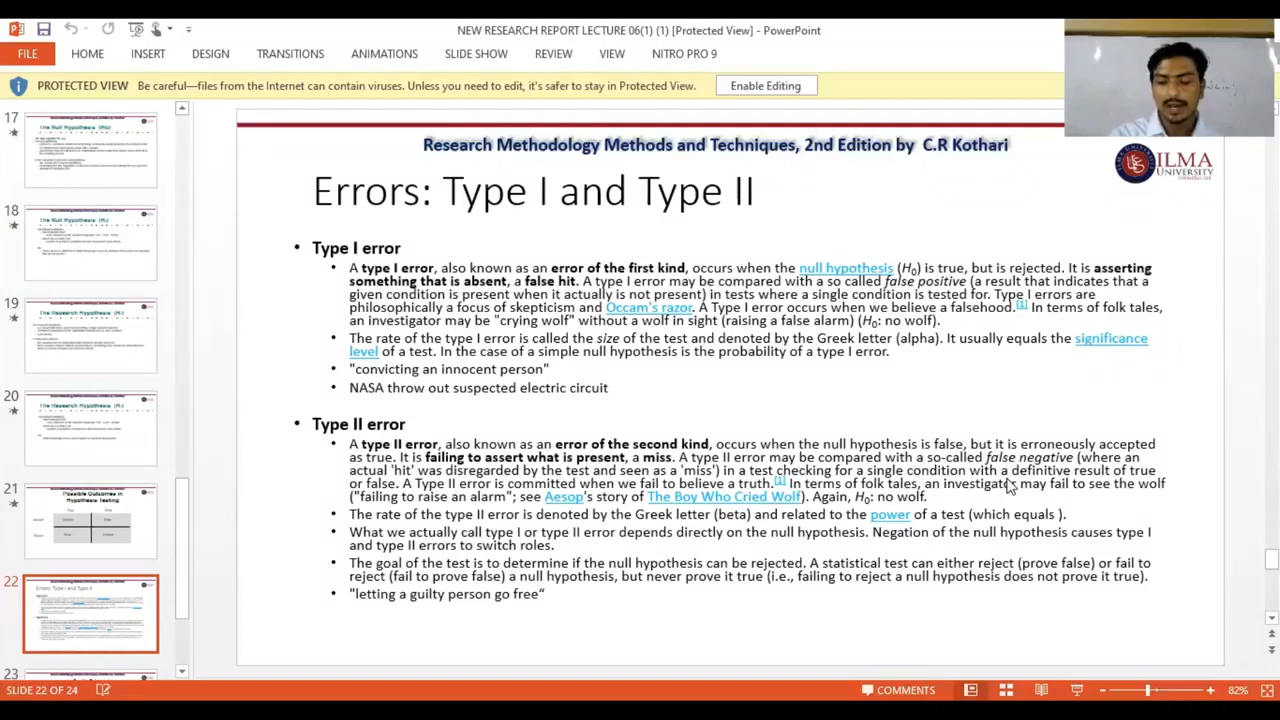 NEW RESEARCH REPORT LECTURE 06(1) (1) [Protected View] - PowerPoint
FILE HOME INSERT DESIGN TRANSITIONS ANIMATIONS SLIDE SHOW REVIEW VIEW NITRO PRO 9
PROTECTED VIEW Be careful—files from the Internet can contain viruses. Unless you need to edit, it's safer to stay in Protected View. Enable Editing
17
The Null Hypothesis (H₀)
18
The Null Hypothesis (H₀)
19
20
21
Possible Outcomes in
Hypothesis Testing
22
Errors: Type I and Type II
23
Research Methodology Methods and Techniques, 2nd Edition by C.R Kothari
ILMA
UNIVERSITY
Errors: Type I and Type II
• Type I error
• A type I error, also known as an error of the first kind, occurs when the null hypothesis (H₀) is true, but is rejected. It is asserting
something that is absent, a false hit. A type I error may be compared with a so called false positive (a result that indicates that a
given condition is present when it actually is not present) in tests where a single condition is tested for. Type I errors are
philosophically a focus of skepticism and Occam's razor. A Type I error occurs when we believe a falsehood.[1] In terms of folk tales,
an investigator may be "crying wolf" without a wolf in sight (raising a false alarm) (H₀: no wolf).
• The rate of the type I error is called the size of the test and denoted by the Greek letter (alpha). It usually equals the significance
level of a test. In the case of a simple null hypothesis is the probability of a type I error.
• "convicting an innocent person"
• NASA throw out suspected electric circuit
• Type II error
• A type II error, also known as an error of the second kind, occurs when the null hypothesis is false, but it is erroneously accepted
as true. It is failing to assert what is present, a miss. A type II error may be compared with a so-called false negative (where an
actual 'hit' was disregarded by the test and seen as a 'miss') in a test checking for a single condition with a definitive result of true
or false. A Type II error is committed when we fail to believe a truth.[1] In terms of folk tales, an investigator may fail to see the wolf
("failing to raise an alarm"; see Aesop's story of The Boy Who Cried Wolf). Again, H₀: no wolf.
• The rate of the type II error is denoted by the Greek letter (beta) and related to the power of a test (which equals ).
• What we actually call type I or type II error depends directly on the null hypothesis. Negation of the null hypothesis causes type I
and type II errors to switch roles.
• The goal of the test is to determine if the null hypothesis can be rejected. A statistical test can either reject (prove false) or fail to
reject (fail to prove false) a null hypothesis, but never prove it true (i.e., failing to reject a null hypothesis does not prove it true).
• "letting a guilty person go free“
SLIDE 22 OF 24 COMMENTS 82%